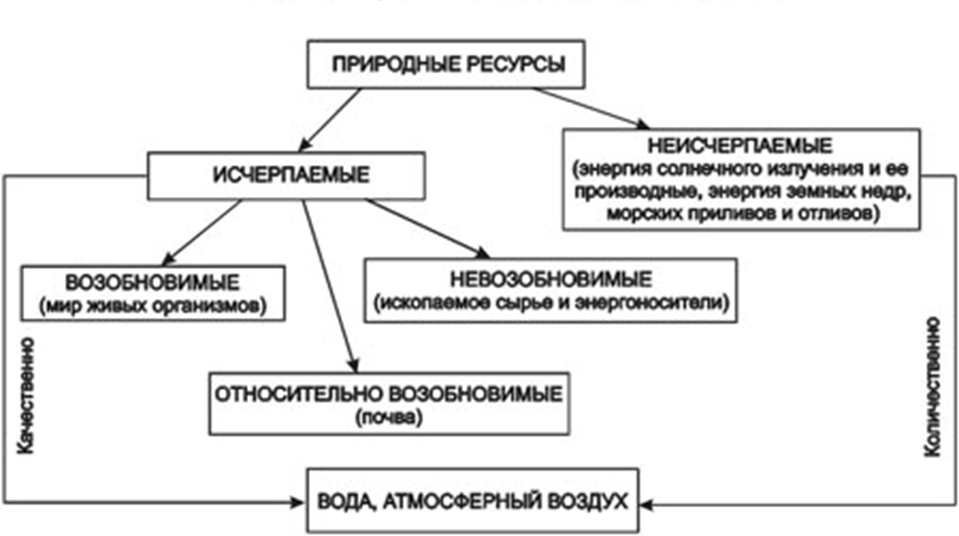 ПРИРОДНЫЕ РЕСУРСЫ
НЕИСЧЕРПАЕМЫЕ
(энергия солнечного излучения и ее
производные, энергия земных недр,
морских приливов и отливов)
ИСЧЕРПАЕМЫЕ
ВОЗОБНОВИМЫЕ
(мир живых организмов)
НЕВОЗОБНОВИМЫЕ
(ископаемое сырье и энергоносители)
ОТНОСИТЕЛЬНО ВОЗОБНОВИМЫЕ
(почва)
Качественно
Количественно
ВОДА, АТМОСФЕРНЫЙ ВОЗДУХ